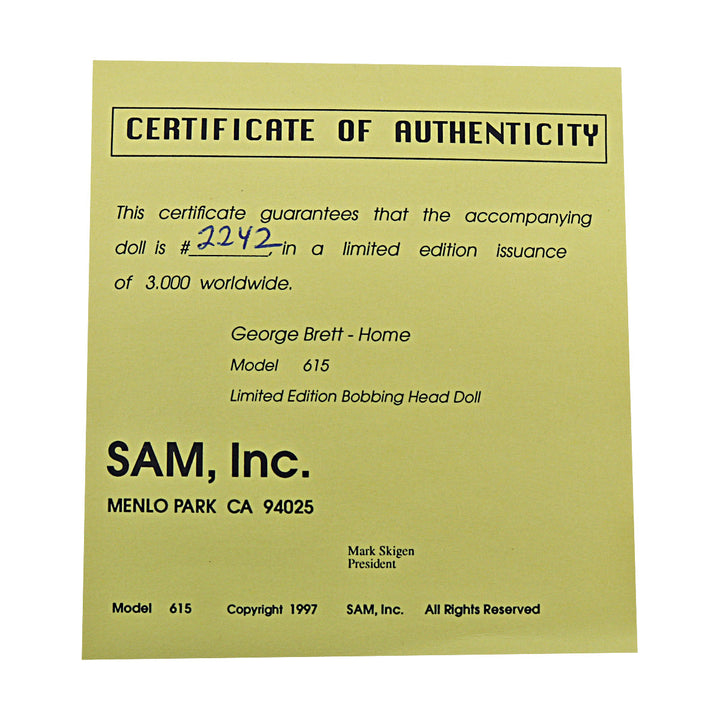 CERTIFICATE OF AUTHENTICITY
This certificate guarantees that the accompanying
doll is #2242, in a limited edition issuance
of 3.000 worldwide.
George Brett - Home
Model 615
Limited Edition Bobbing Head Doll
SAM, Inc.
MENLO PARK CA 94025
Mark Skigen
President
Model 615 Copyright 1997 SAM, Inc. All Rights Reserved